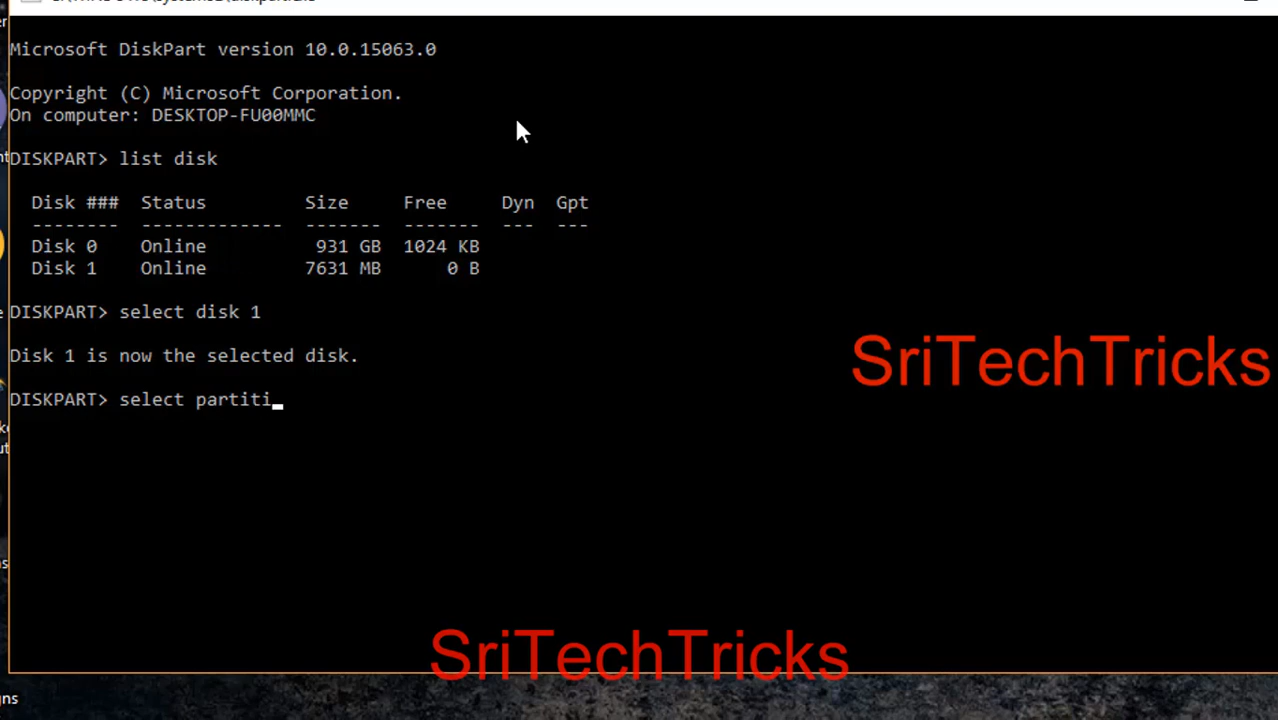 Microsoft DiskPart version 10.0.15063.0
Copyright (C) Microsoft Corporation.
On computer: DESKTOP-FU00MMC
DISKPART> list disk
Disk ### Status Size Free Dyn Gpt
-------- ------------- ------- ------- --- ---
Disk 0 Online 931 GB 1024 KB
Disk 1 Online 7631 MB 0 B
DISKPART> select disk 1
Disk 1 is now the selected disk.
SriTechTricks
DISKPART> select partiti_
SriTechTricks